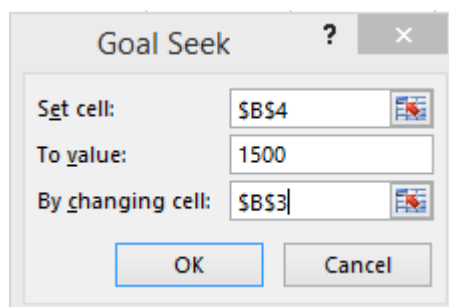 Goal Seek ? ×
Set cell: $B$4
To value: 1500
By changing cell: $B$3
OK Cancel